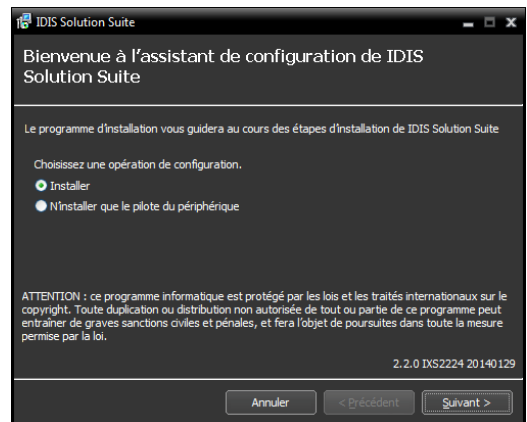 IDIS Solution Suite
Bienvenue à l'assistant de configuration de IDIS
Solution Suite
Le programme d'installation vous guidera au cours des étapes d'installation de IDIS Solution Suite
Choisissez une opération de configuration.
Installer
N'installer que le pilote du périphérique
ATTENTION : ce programme informatique est protégé par les lois et les traités internationaux sur le
copyright. Toute duplication ou distribution non autorisée de tout ou partie de ce programme peut
entraîner de graves sanctions civiles et pénales, et fera l'objet de poursuites dans toute la mesure
permise par la loi.
2.2.0 IXS2224 20140129
Annuler
< Précédent
Suivant >